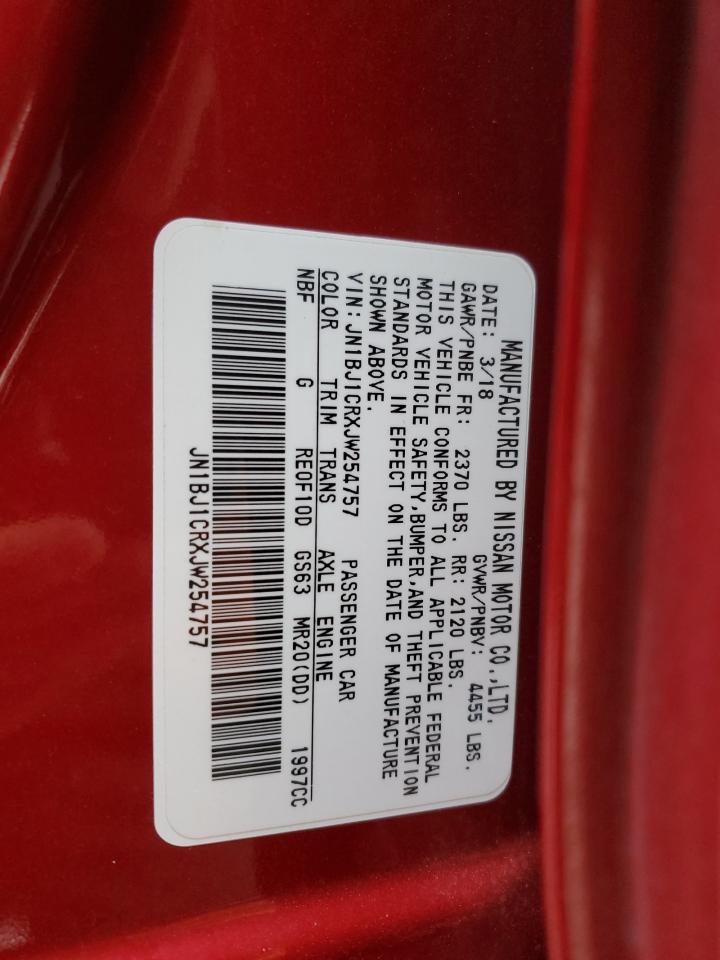 MANUFACTURED BY NISSAN MOTOR CO.,LTD.
DATE: 3/18 GVWR/PNBV: 4455 LBS.
GAWR/PNBE FR: 2370 LBS. RR: 2120 LBS.
THIS VEHICLE CONFORMS TO ALL APPLICABLE FEDERAL
MOTOR VEHICLE SAFETY,BUMPER,AND THEFT PREVENTION
STANDARDS IN EFFECT ON THE DATE OF MANUFACTURE
SHOWN ABOVE.
VIN:JN1BJ1CRXJW254757 PASSENGER CAR
COLOR TRIM TRANS AXLE ENGINE
NBF G RE0F10D GS63 MR20(DD) 1997CC
JN1BJ1CRXJW254757